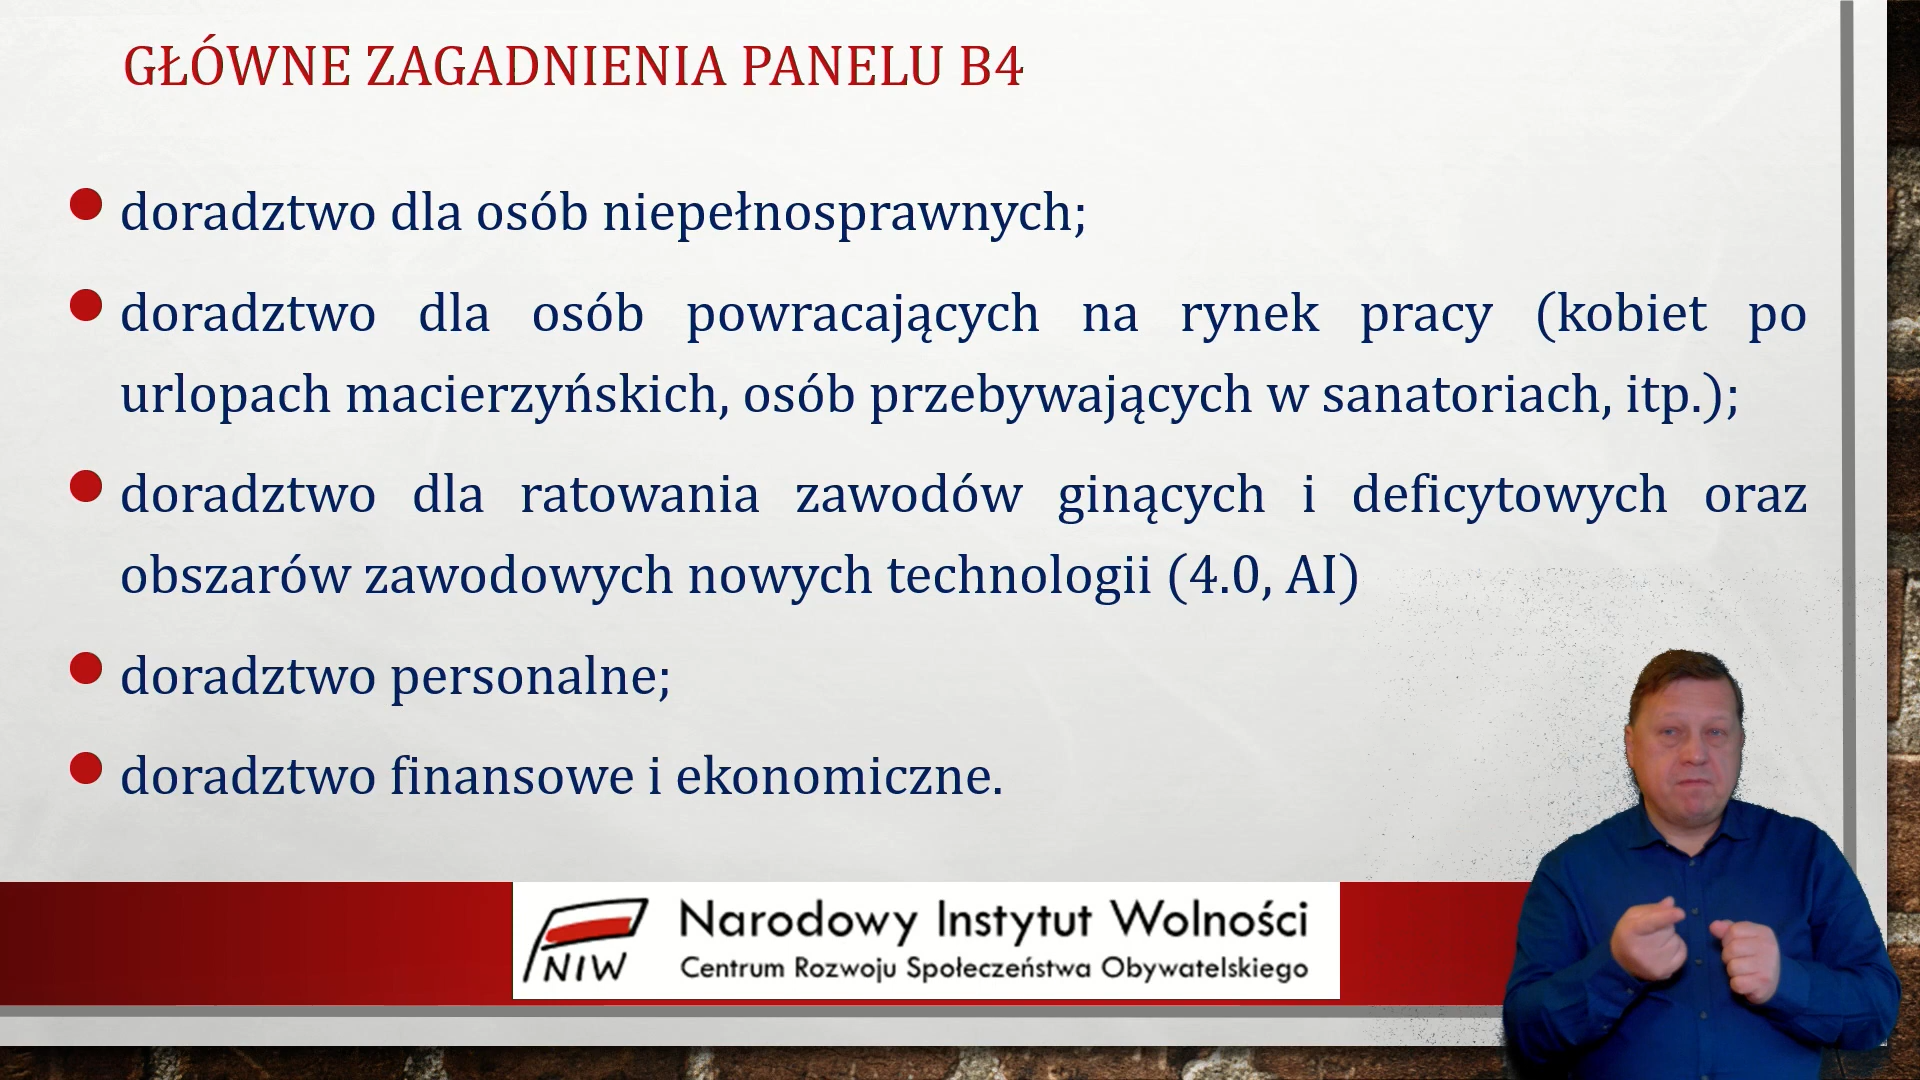 GŁÓWNE ZAGADNIENIA PANELU B4
doradztwo dla osób niepełnosprawnych;
doradztwo dla osób powracających na rynek pracy (kobiet po
urlopach macierzyńskich, osób przebywających w sanatoriach, itp.);
doradztwo dla ratowania zawodów ginących i deficytowych oraz
obszarów zawodowych nowych technologii (4.0, AI)
doradztwo personalne;
doradztwo finansowe i ekonomiczne.
NIW
Narodowy Instytut Wolności
Centrum Rozwoju Społeczeństwa Obywatelskiego